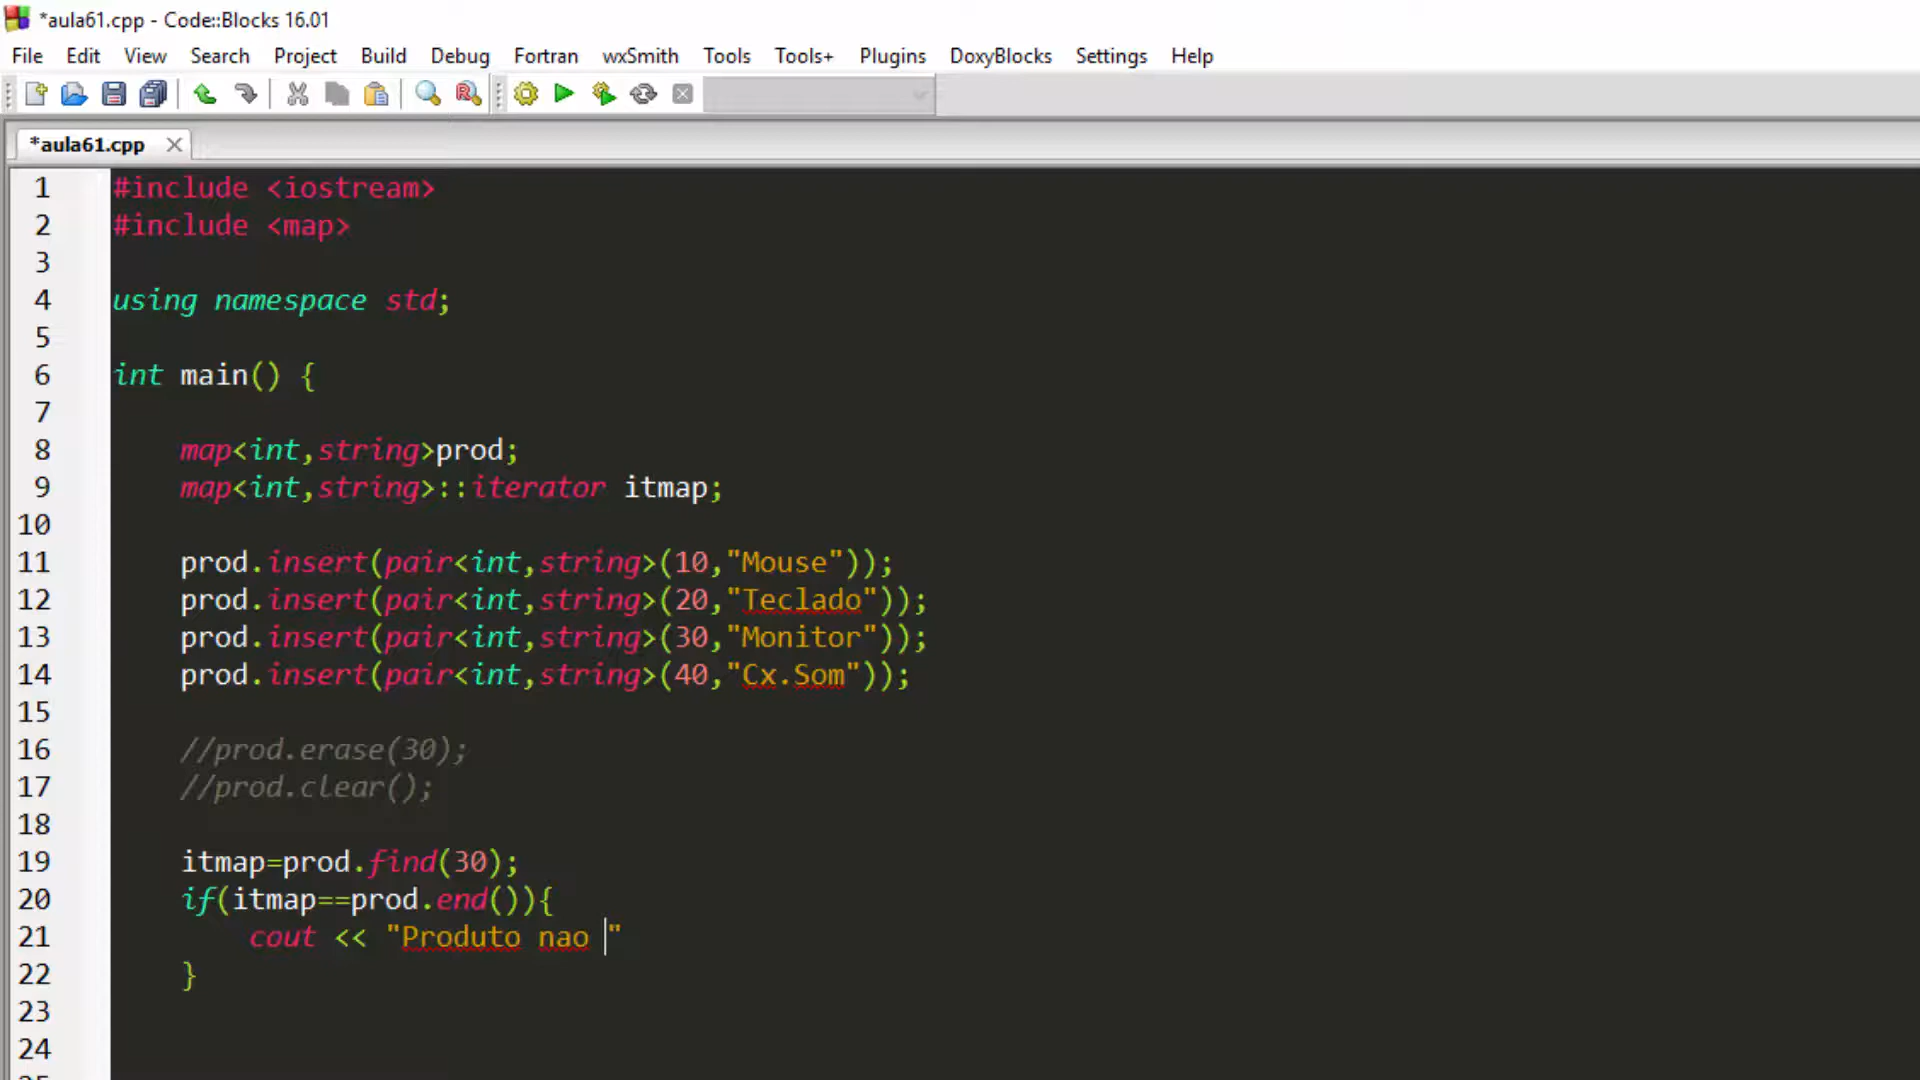 *aula61.cpp - Code::Blocks 16.01
File Edit View Search Project Build Debug Fortran wxSmith Tools Tools+ Plugins DoxyBlocks Settings Help
*aula61.cpp
1 #include <iostream>
2 #include <map>
3
4 using namespace std;
5
6 int main() {
7
8 map<int,string>prod;
9 map<int,string>::iterator itmap;
10
11 prod.insert(pair<int,string>(10,"Mouse"));
12 prod.insert(pair<int,string>(20,"Teclado"));
13 prod.insert(pair<int,string>(30,"Monitor"));
14 prod.insert(pair<int,string>(40,"Cx.Som"));
15
16 //prod.erase(30);
17 //prod.clear();
18
19 itmap=prod.find(30);
20 if(itmap==prod.end()){
21 cout << "Produto nao "
22 }
23
24